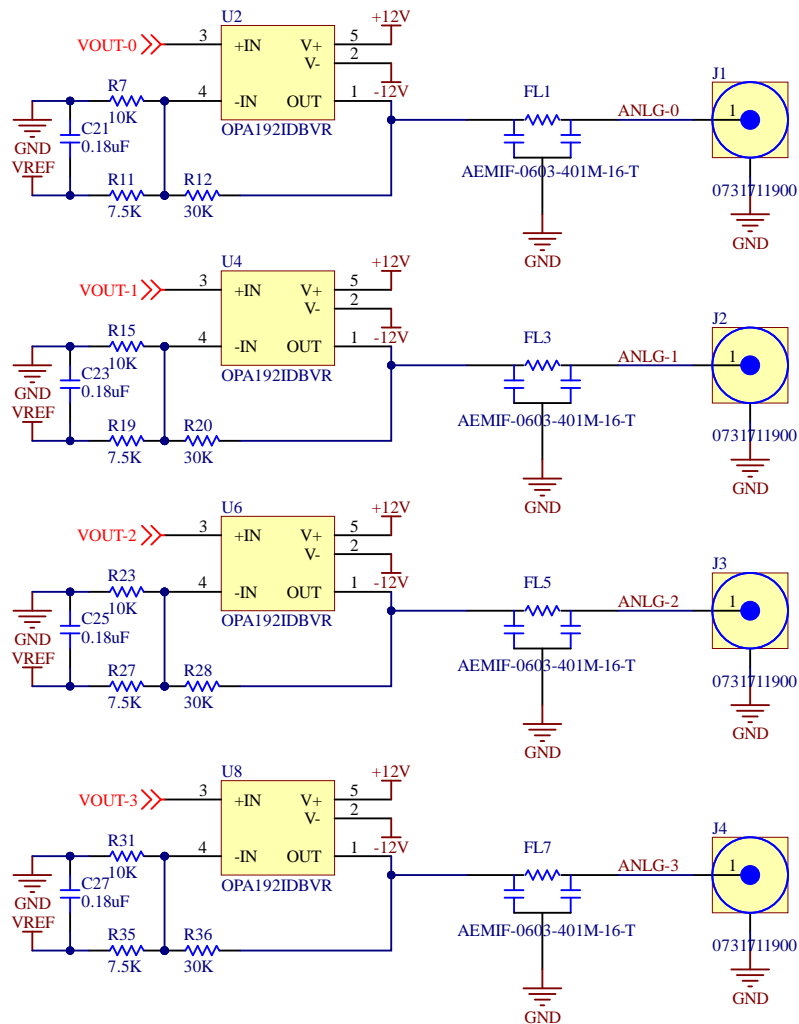 U2
+12V
VOUT-0
3
+IN
V+
5
V-
2
R7
10K
4
-IN
OUT
1
-12V
OPA192IDBVR
GND
C21
0.18uF
VREF
R11
7.5K
R12
30K
FL1
AEMIF-0603-401M-16-T
GND
ANLG-0
J1
1
0731711900
GND
U4
+12V
VOUT-1
3
+IN
V+
5
V-
2
R15
10K
4
-IN
OUT
1
-12V
OPA192IDBVR
GND
C23
0.18uF
VREF
R19
7.5K
R20
30K
FL3
AEMIF-0603-401M-16-T
GND
ANLG-1
J2
1
0731711900
GND
U6
+12V
VOUT-2
3
+IN
V+
5
V-
2
R23
10K
4
-IN
OUT
1
-12V
OPA192IDBVR
GND
C25
0.18uF
VREF
R27
7.5K
R28
30K
FL5
AEMIF-0603-401M-16-T
GND
ANLG-2
J3
1
0731711900
GND
U8
+12V
VOUT-3
3
+IN
V+
5
V-
2
R31
10K
4
-IN
OUT
1
-12V
OPA192IDBVR
GND
C27
0.18uF
VREF
R35
7.5K
R36
30K
FL7
AEMIF-0603-401M-16-T
GND
ANLG-3
J4
1
0731711900
GND